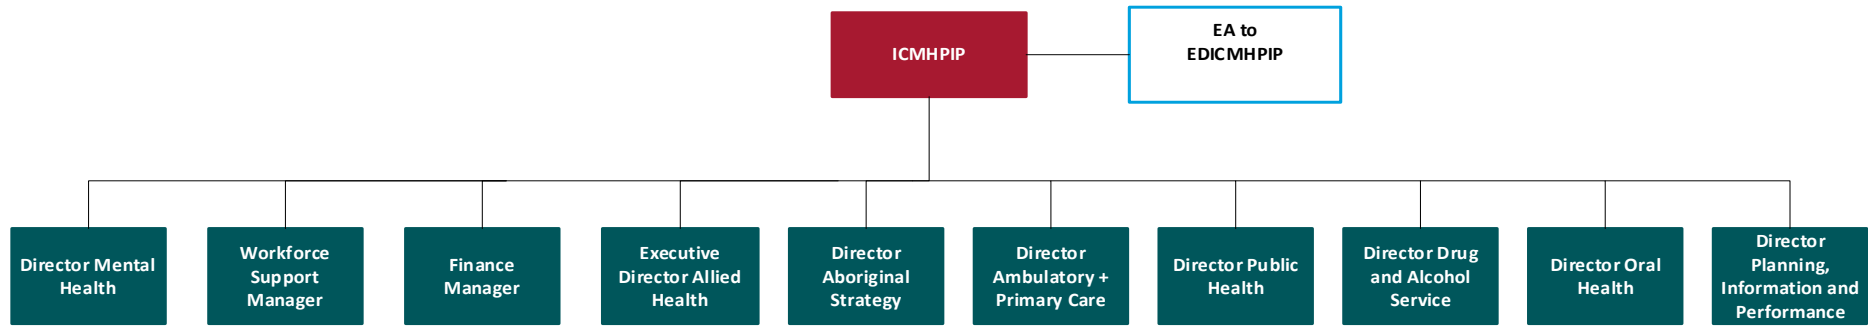 ICMHPIP
EA to
EDICMHPIP
Director Mental
Health
Workforce
Support
Manager
Finance
Manager
Executive
Director Allied
Health
Director
Aboriginal
Strategy
Director
Ambulatory +
Primary Care
Director Public
Health
Director Drug
and Alcohol
Service
Director Oral
Health
Director
Planning,
Information and
Performance